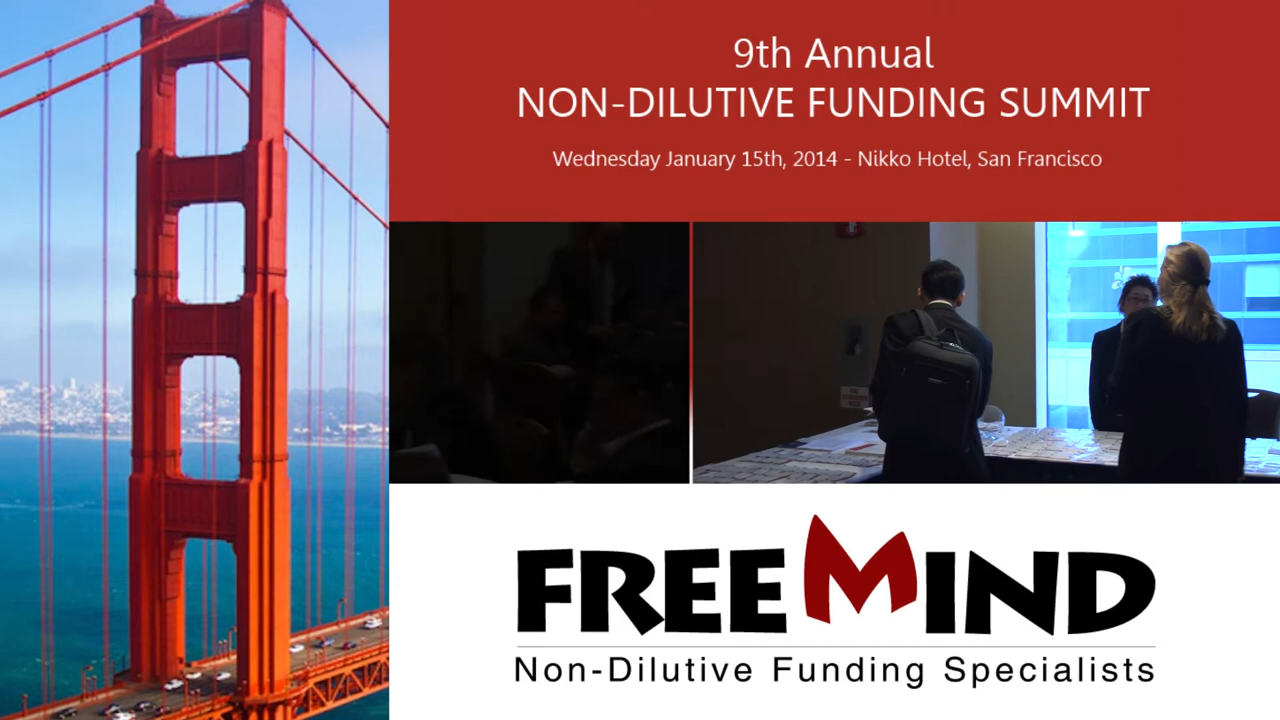 9th Annual
NON-DILUTIVE FUNDING SUMMIT
Wednesday January 15th, 2014 - Nikko Hotel, San Francisco
FREEMIND
Non-Dilutive Funding Specialists